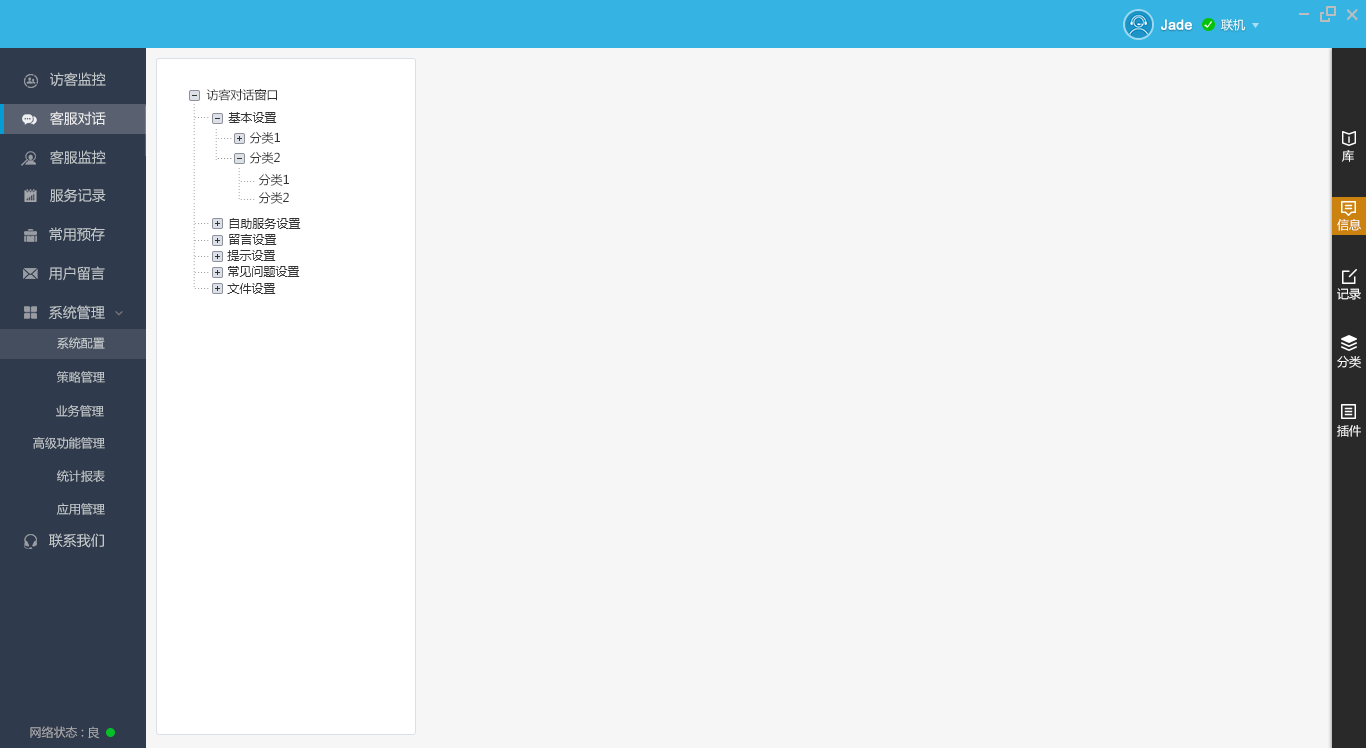 Jade 联机
访客监控
客服对话
客服监控
服务记录
常用预存
用户留言
系统管理
系统配置
策略管理
业务管理
高级功能管理
统计报表
应用管理
联系我们
网络状态 : 良
访客对话窗口
基本设置
分类1
分类2
分类1
分类2
自助服务设置
留言设置
提示设置
常见问题设置
文件设置
库
信息
记录
分类
插件